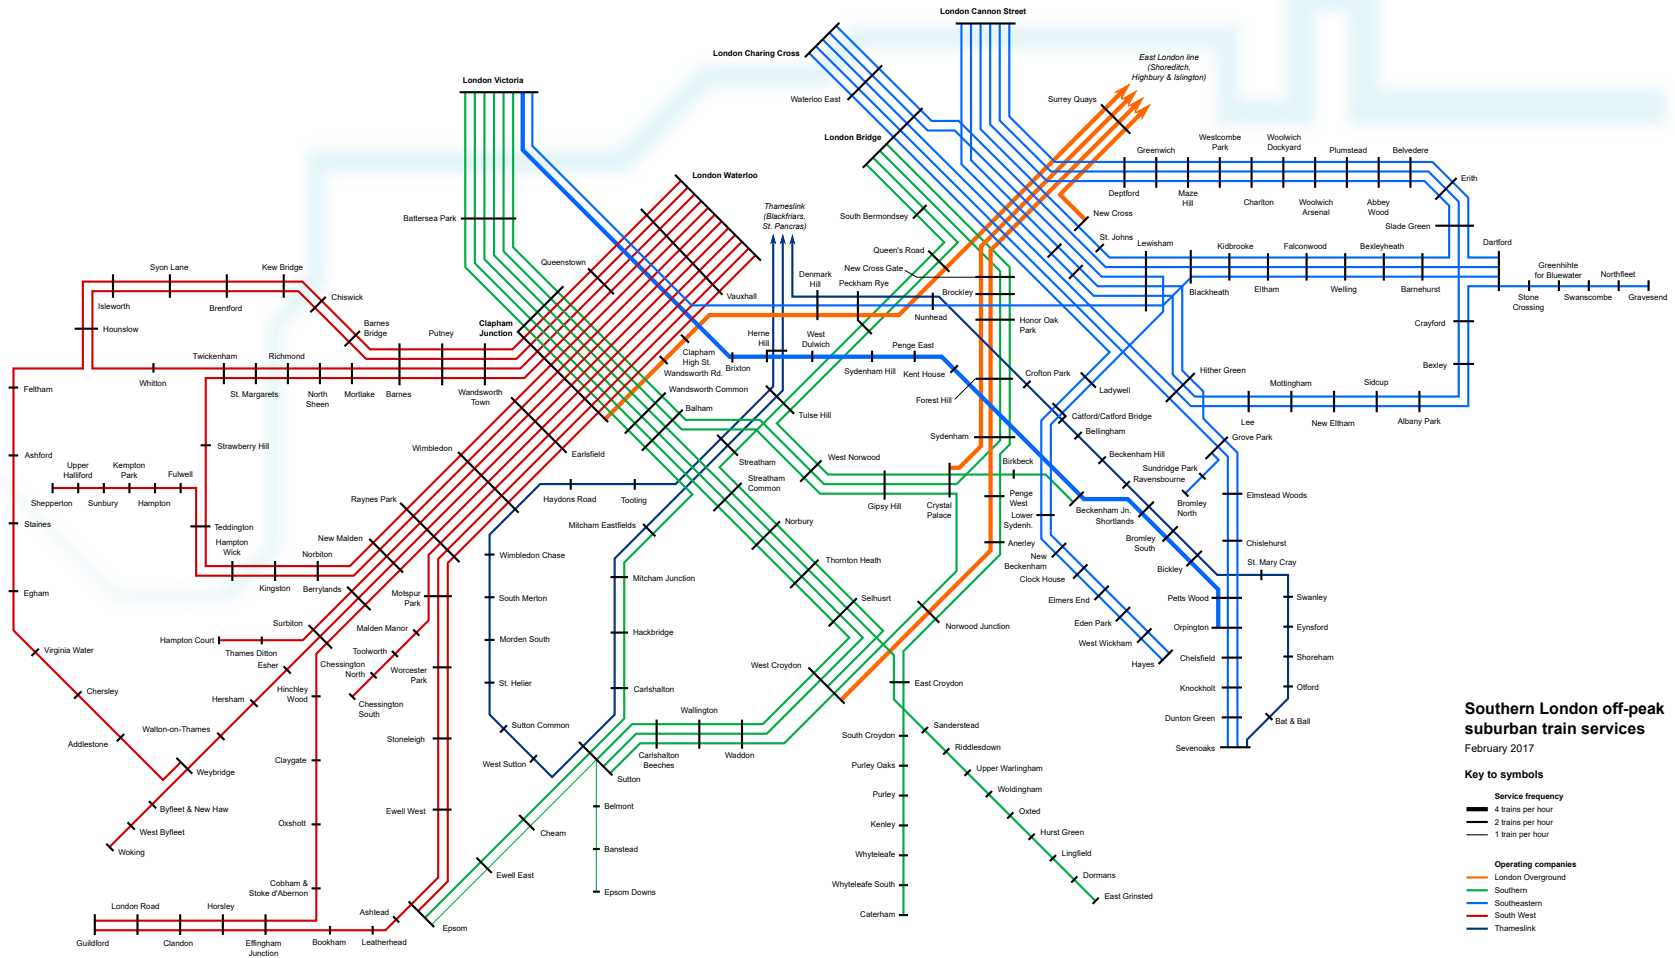 London Cannon Street
London Charing Cross
East London line
(Shoreditch,
Highbury & Islington)
London Victoria
Waterloo East
Surrey Quays
London Bridge
Westcombe
Park
Woolwich
Dockyard
Greenwich
Plumstead
Belvedere
London Waterloo
Erith
Deptford
Maze
Hill
Charlton
Woolwich
Arsenal
Abbey
Wood
Thameslink
(Blackfriars,
St. Pancras)
Battersea Park
South Bermondsey
New Cross
Slade Green
St. Johns
Lewisham
Kidbrooke
Falconwood
Bexleyheath
Dartford
Queen's Road
New Cross Gate
Syon Lane
Kew Bridge
Queenstown
Denmark
Hill
Peckham Rye
Greenhihte
for Bluewater
Northfleet
Blackheath
Eltham
Welling
Barnehurst
Brockley
Vauxhall
Isleworth
Brentford
Chiswick
Stone
Crossing
Swanscombe
Gravesend
Nunhead
Hounslow
Barnes
Bridge
Putney
Clapham
Junction
Herne
Hill
West
Dulwich
Honor Oak
Park
Crayford
Penge East
Twickenham
Richmond
Clapham
High St.
Wandsworth Rd.
Brixton
Sydenham Hill
Kent House
Crofton Park
Hither Green
Bexley
Whitton
Feltham
St. Margarets
North
Sheen
Mortlake
Barnes
Wandsworth
Town
Wandsworth Common
Forest Hill
Ladywell
Mottingham
Sidcup
Balham
Tulse Hill
Catford/Catford Bridge
Lee
New Eltham
Albany Park
Bellingham
Strawberry Hill
Wimbledon
Earlsfield
Sydenham
Grove Park
Ashford
Upper
Halliford
Kempton
Park
Fulwell
Streatham
West Norwood
Birkbeck
Beckenham Hill
Sundridge Park
Ravensbourne
Streatham
Common
Shepperton
Sunbury
Hampton
Raynes Park
Haydons Road
Tooting
Gipsy Hill
Crystal
Palace
Penge
West
Lower
Sydenh.
Beckenham Jn.
Shortlands
Bromley
North
Elmstead Woods
Staines
Teddington
Mitcham Eastfields
Norbury
Hampton
Wick
Norbiton
New Malden
Anerley
Bromley
South
Chislehurst
Wimbledon Chase
Thornton Heath
New
Beckenham
Clock House
Bickley
St. Mary Cray
Mitcham Junction
Kingston
Berrylands
Egham
Motspur
Park
South Merton
Selhusrt
Elmers End
Petts Wood
Swanley
Surbiton
Malden Manor
Norwood Junction
Eden Park
Orpington
Eynsford
Hampton Court
Thames Ditton
Morden South
Hackbridge
West Wickham
Virginia Water
Toolworth
Chessington
North
Hayes
Chelsfield
Shoreham
Esher
Worcester
Park
West Croydon
St. Helier
Carlshalton
East Croydon
Knockholt
Otford
Chersley
Hinchley
Wood
Chessington
South
Hersham
Wallington
Dunton Green
Bat & Ball
Walton-on-Thames
Sutton Common
Sanderstead
South Croydon
Sevenoaks
Addlestone
Stoneleigh
Riddlesdown
Carlshalton
Beeches
Waddon
West Sutton
Claygate
Purley Oaks
Upper Warlingham
Weybridge
Sutton
Purley
Woldingham
Byfleet & New Haw
Ewell West
Belmont
Oxted
West Byfleet
Oxshott
Cheam
Kenley
Hurst Green
Woking
Banstead
Whyteleafe
Lingfield
Ewell East
Cobham &
Stoke d'Abernon
Epsom Downs
Whyteleafe South
Dormans
East Grinsted
London Road
Horsley
Ashtead
Caterham
Epsom
Guildford
Clandon
Effingham
Junction
Bookham
Leatherhead
Southern London off-peak
suburban train services
February 2017
Key to symbols
Service frequency
4 trains per hour
2 trains per hour
1 train per hour
Operating companies
London Overground
Southern
Southeastern
South West
Thameslink